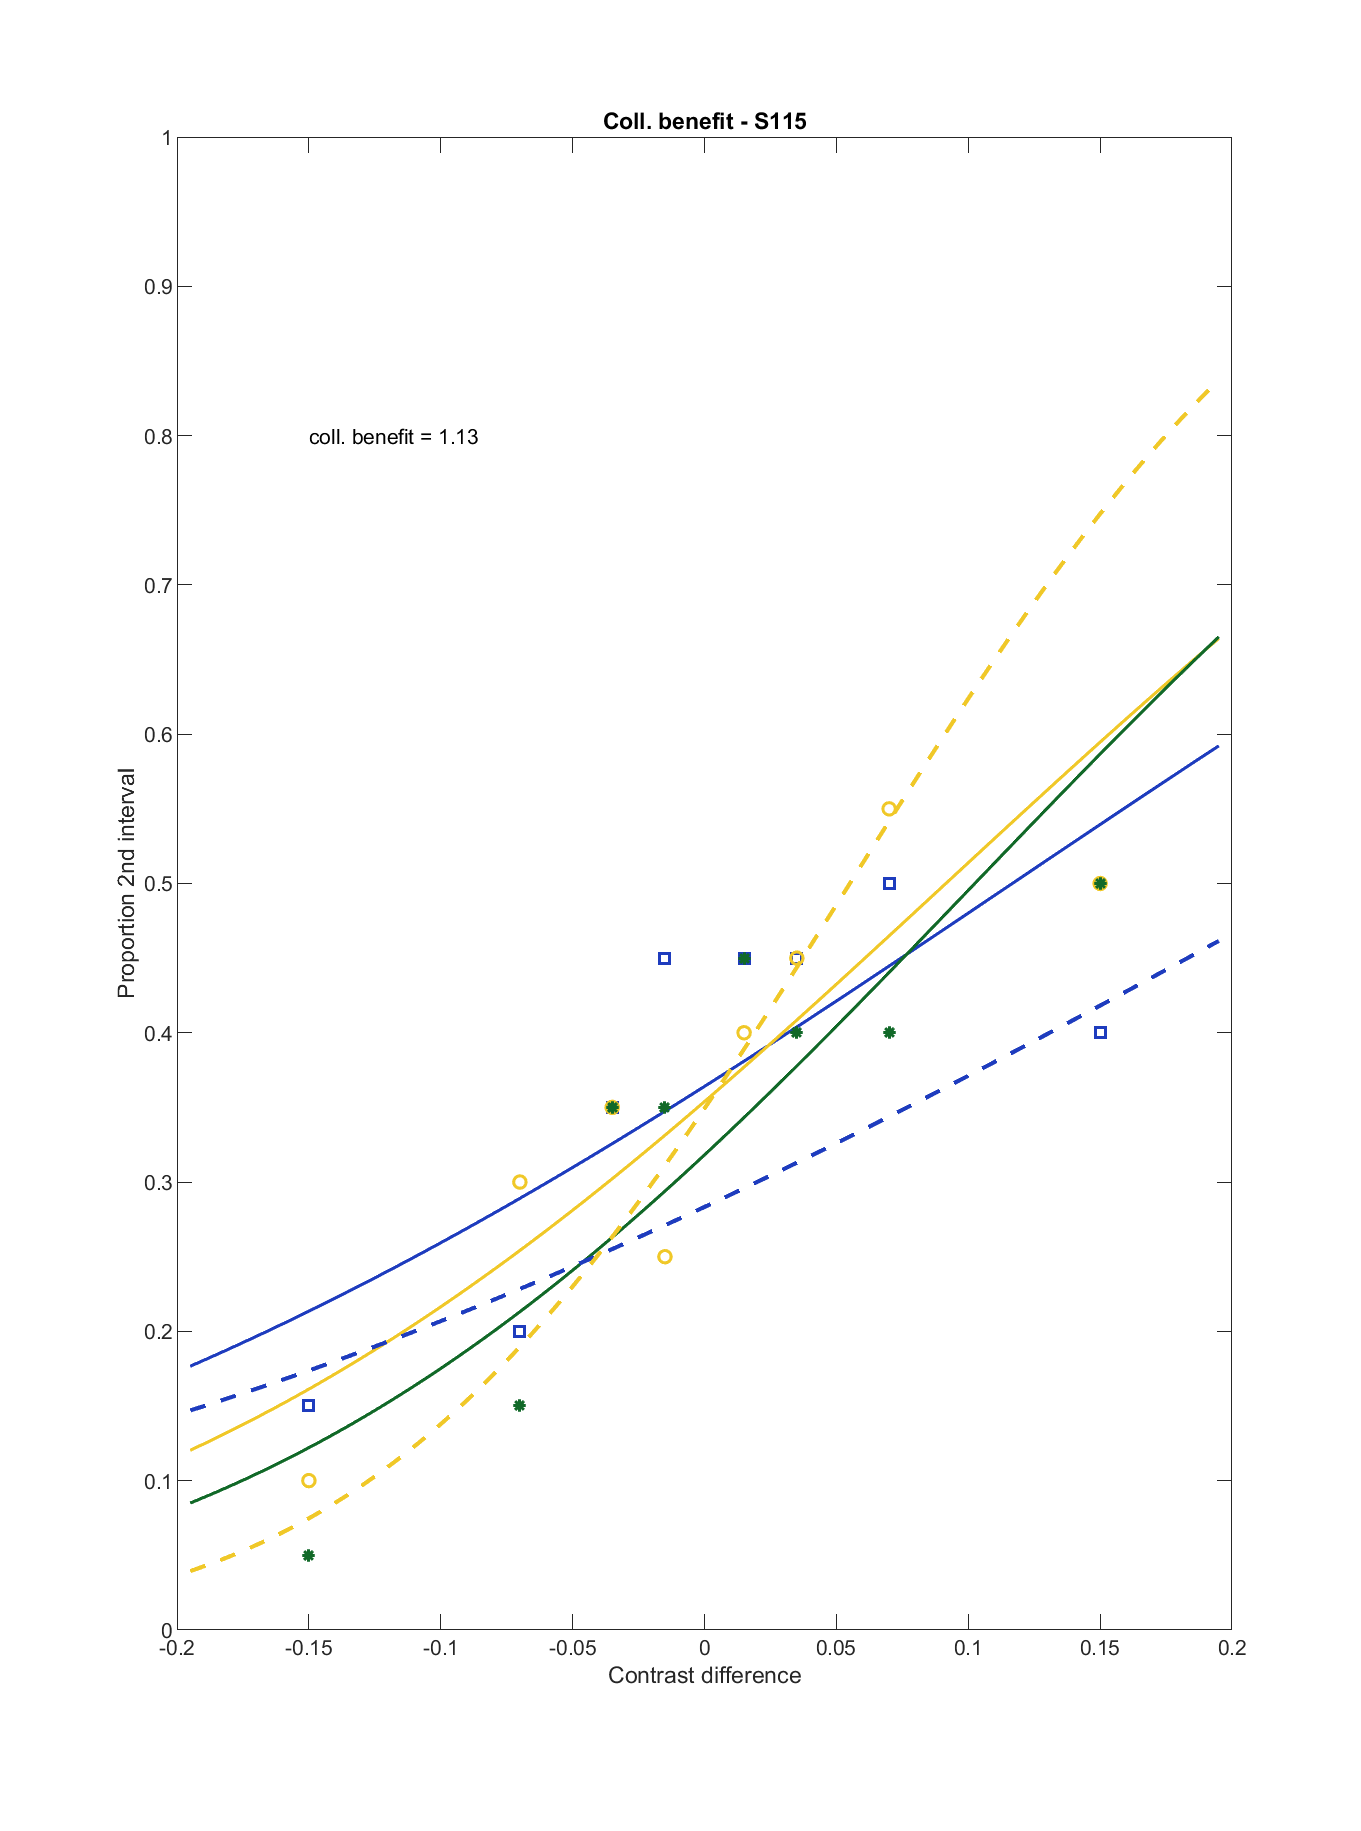 Coll. benefit - S115
1
0.9
0.8
0.7
0.6
0.5
0.4
0.3
0.2
0.1
0
coll. benefit = 1.13
Proportion 2nd interval
-0.2 -0.15 -0.1 -0.05 0 0.05 0.1 0.15 0.2
Contrast difference